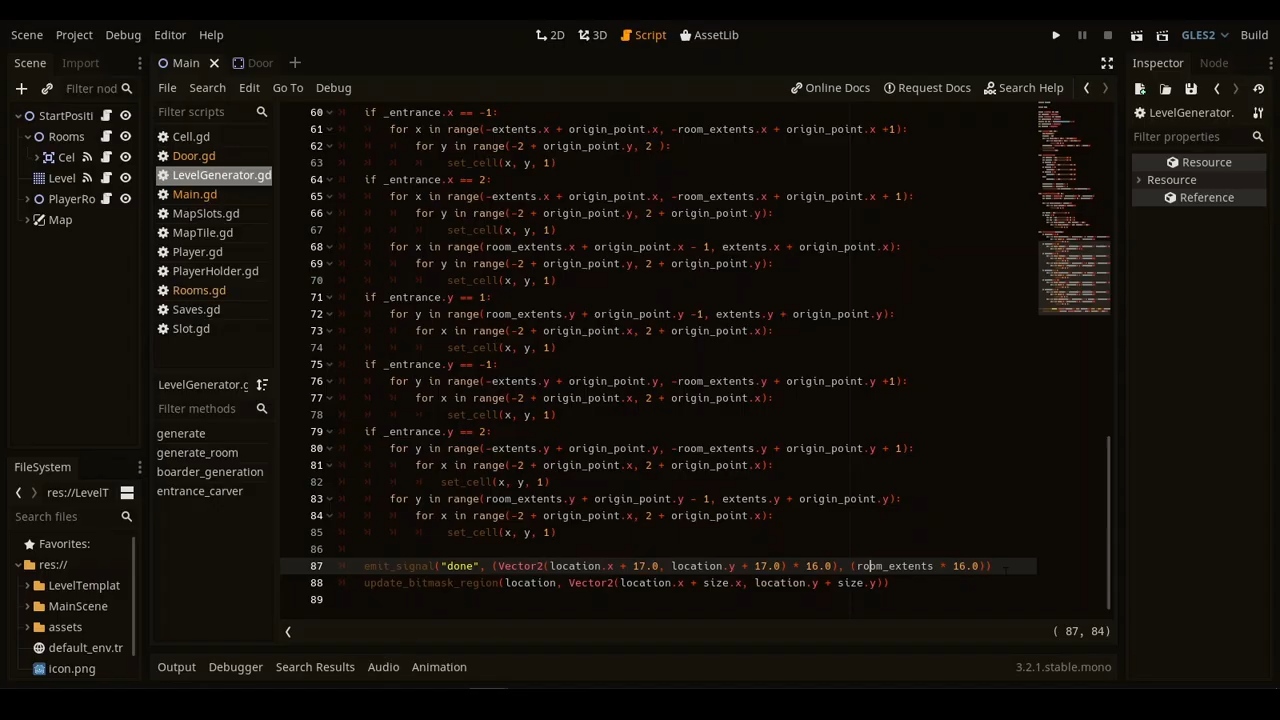 Scene Project Debug Editor Help 2D 3D Script AssetLib GLES2 Build
Scene Import
Filter nod
StartPositi
Rooms
Cel
Level
PlayerRo
Map
FileSystem
res://LevelT
Search files
Favorites:
res://
LevelTemplat
MainScene
assets
default_env.tr
icon.png
Main Door
File Search Edit Go To Debug Online Docs Request Docs Search Help
Filter scripts
Cell.gd
Door.gd
LevelGenerator.gd
Main.gd
MapSlots.gd
MapTile.gd
Player.gd
PlayerHolder.gd
Rooms.gd
Saves.gd
Slot.gd
LevelGenerator.g
Filter methods
generate
generate_room
boarder_generation
entrance_carver
60 if _entrance.x == -1:
61 for x in range(-extents.x + origin_point.x, -room_extents.x + origin_point.x +1):
62 for y in range(-2 + origin_point.y, 2 ):
63 set_cell(x, y, 1)
64 if _entrance.x == 2:
65 for x in range(-extents.x + origin_point.x, -room_extents.x + origin_point.x + 1):
66 for y in range(-2 + origin_point.y, 2 + origin_point.y):
67 set_cell(x, y, 1)
68 for x in range(room_extents.x + origin_point.x - 1, extents.x + origin_point.x):
69 for y in range(-2 + origin_point.y, 2 + origin_point.y):
70 set_cell(x, y, 1)
71 if _entrance.y == 1:
72 for y in range(room_extents.y + origin_point.y -1, extents.y + origin_point.y):
73 for x in range(-2 + origin_point.x, 2 + origin_point.x):
74 set_cell(x, y, 1)
75 if _entrance.y == -1:
76 for y in range(-extents.y + origin_point.y, -room_extents.y + origin_point.y +1):
77 for x in range(-2 + origin_point.x, 2 + origin_point.x):
78 set_cell(x, y, 1)
79 if _entrance.y == 2:
80 for y in range(-extents.y + origin_point.y, -room_extents.y + origin_point.y + 1):
81 for x in range(-2 + origin_point.x, 2 + origin_point.x):
82 set_cell(x, y, 1)
83 for y in range(room_extents.y + origin_point.y - 1, extents.y + origin_point.y):
84 for x in range(-2 + origin_point.x, 2 + origin_point.x):
85 set_cell(x, y, 1)
86
87 emit_signal("done", (Vector2(location.x + 17.0, location.y + 17.0) * 16.0), (room_extents * 16.0))
88 update_bitmask_region(location, Vector2(location.x + size.x, location.y + size.y))
89
( 87, 84)
Output Debugger Search Results Audio Animation 3.2.1.stable.mono
Inspector Node
LevelGenerator.
Filter properties
Resource
Resource
Reference